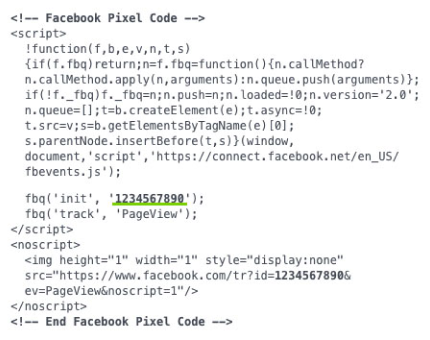 <!-- Facebook Pixel Code -->
<script>
!function(f,b,e,v,n,t,s)
{if(f.fbq)return;n=f.fbq=function(){n.callMethod?
n.callMethod.apply(n,arguments):n.queue.push(arguments)};
if(!f._fbq)f._fbq=n;n.push=n;n.loaded=!0;n.version='2.0';
n.queue=[];t=b.createElement(e);t.async=!0;
t.src=v;s=b.getElementsByTagName(e)[0];
s.parentNode.insertBefore(t,s)}(window,
document,'script','https://connect.facebook.net/en_US/
fbevents.js');
fbq('init', '1234567890');
fbq('track', 'PageView');
</script>
<noscript>
<img height="1" width="1" style="display:none"
src="https://www.facebook.com/tr?id=1234567890&
ev=PageView&noscript=1"/>
</noscript>
<!-- End Facebook Pixel Code -->